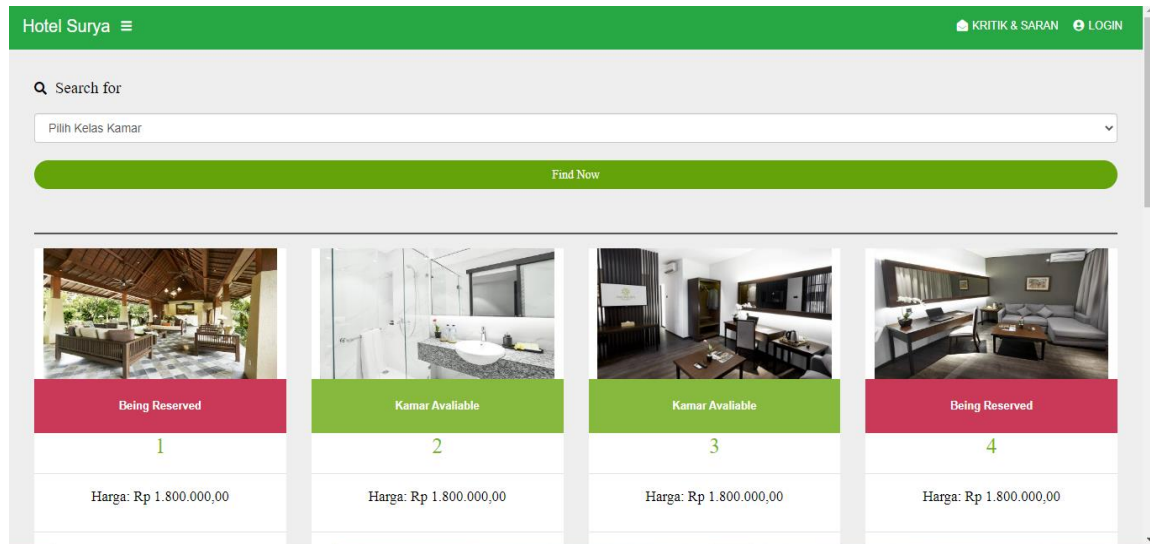 Hotel Surya
KRITIK & SARAN
LOGIN
Search for
Pilih Kelas Kamar
Find Now
Being Reserved
Kamar Avaliable
Kamar Avaliable
Being Reserved
1
2
3
4
Harga: Rp 1.800.000,00
Harga: Rp 1.800.000,00
Harga: Rp 1.800.000,00
Harga: Rp 1.800.000,00